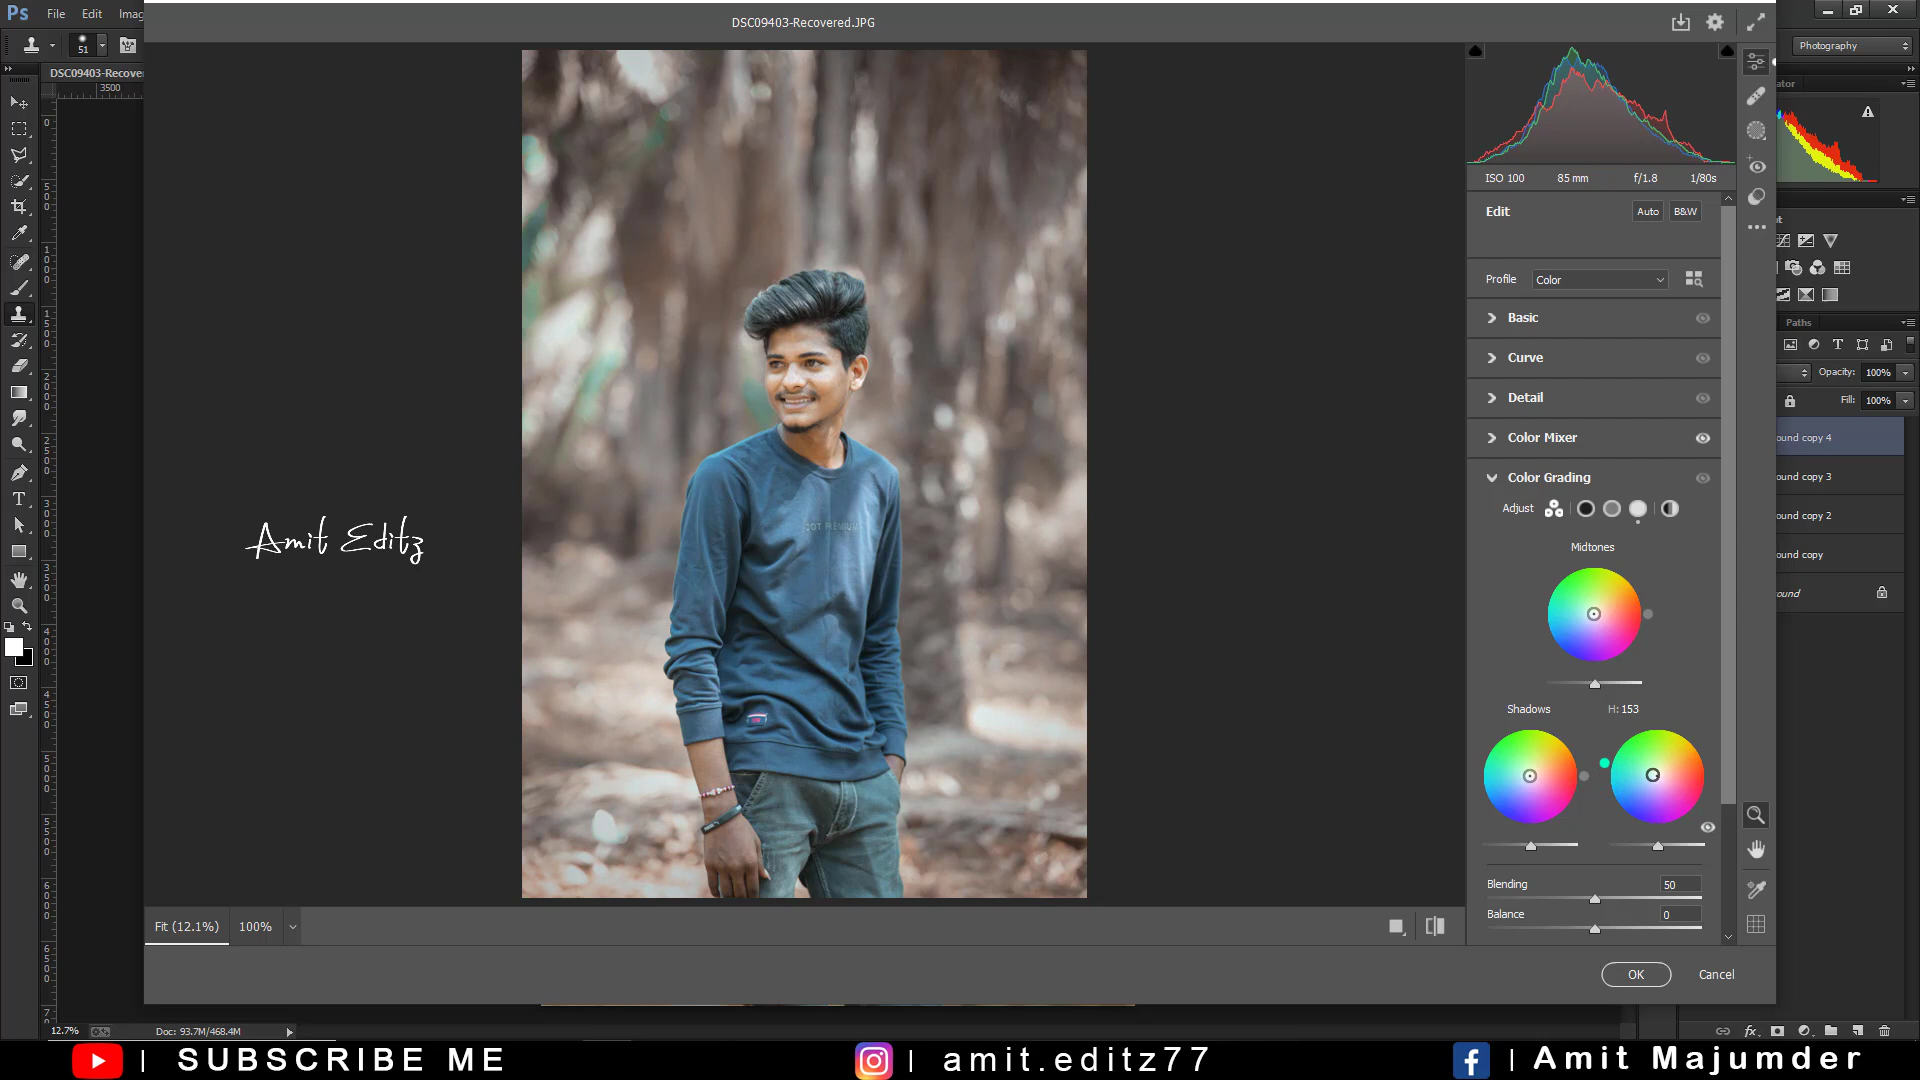 Ps File Edit Imag
DSC09403-Recovered.JPG
51
Photography
DSC09403-Recover
3500
ISO 100 85 mm f/1.8 1/80s
Edit Auto B&W
Profile Color
Basic
Curve
Detail
Color Mixer
Color Grading
Adjust
Midtones
Shadows H: 153
Blending 50
Balance 0
OK Cancel
ator
Paths
Opacity: 100%
Fill: 100%
ound copy 4
ound copy 3
ound copy 2
ound copy
ound
Amit Editz
Fit (12.1%) 100%
12.7% Doc: 93.7M/468.4M
SUBSCRIBE ME | amit.editz77 | Amit Majumder